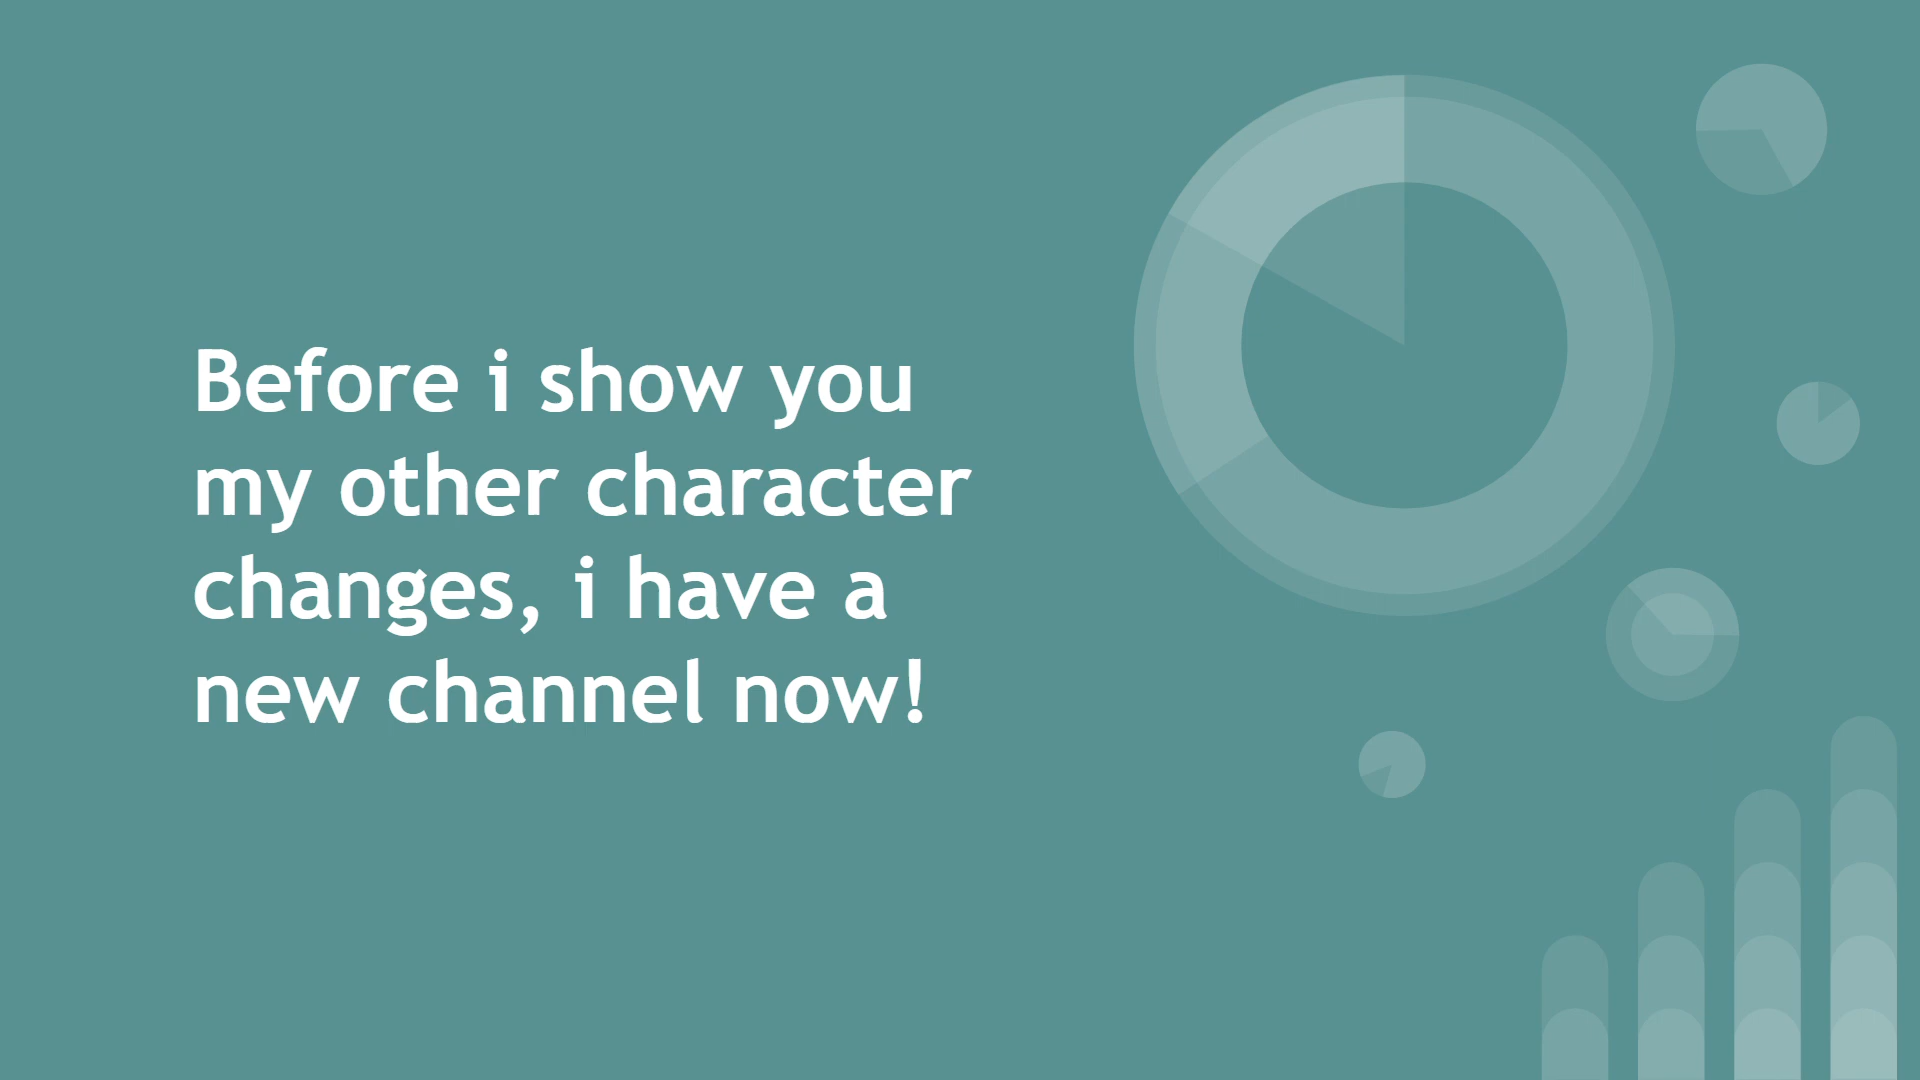 Before i show you
my other character
changes, i have a
new channel now!